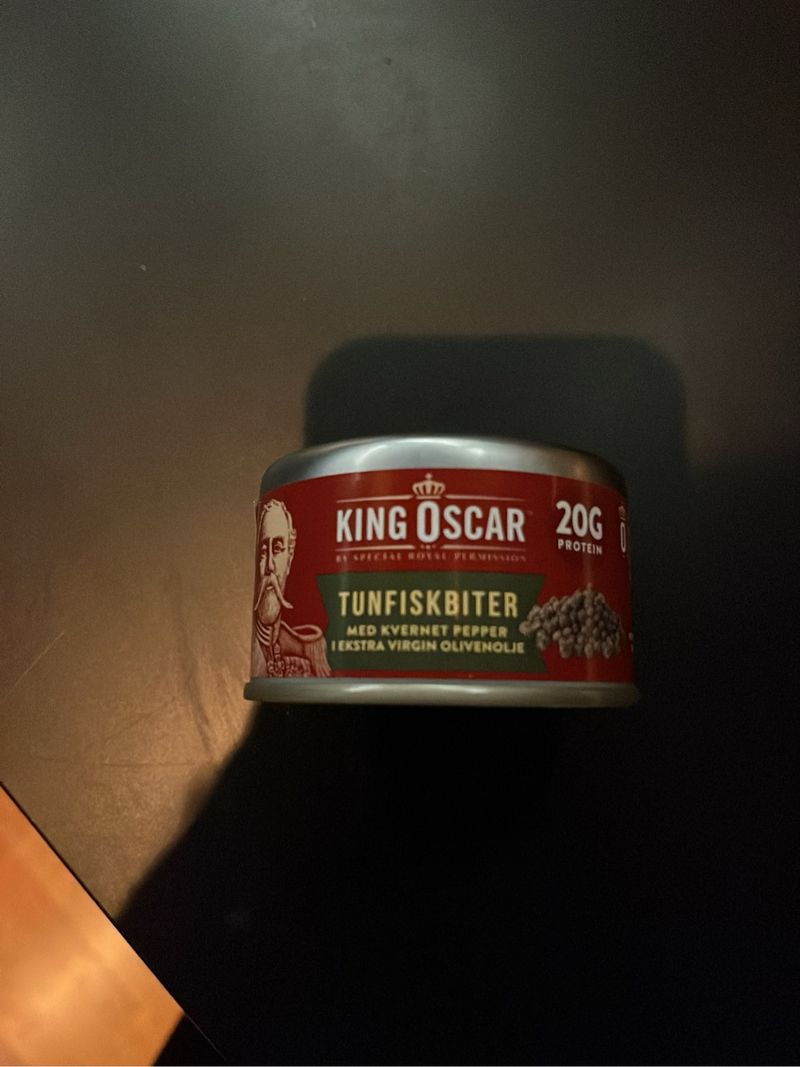 KING OSCAR
BY SPECIAL ROYAL PERMISSION
20G
PROTEIN
TUNFISKBITER
MED KVERNET PEPPER
I EKSTRA VIRGIN OLIVENOLJE